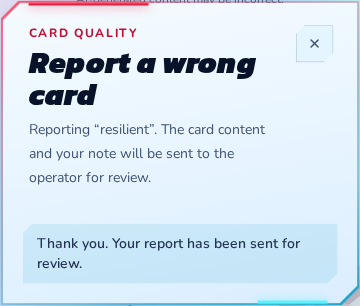 CARD QUALITY
Report a wrong
card
Reporting “resilient”. The card content
and your note will be sent to the
operator for review.
Thank you. Your report has been sent for
review.